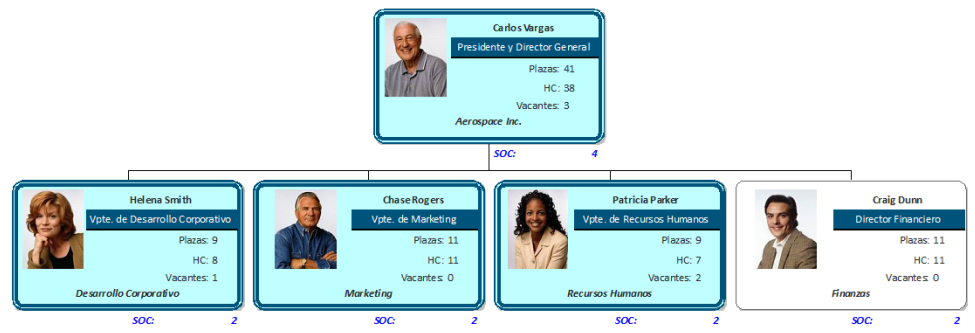 Carlos Vargas
Presidente y Director General
Plazas: 41
HC: 38
Vacantes: 3
Aerospace Inc.
SOC: 4
Helena Smith
Vpte. de Desarrollo Corporativo
Plazas: 9
HC: 8
Vacantes: 1
Desarrollo Corporativo
SOC: 2
Chase Rogers
Vpte. de Marketing
Plazas: 11
HC: 11
Vacantes: 0
Marketing
SOC: 2
Patricia Parker
Vpte. de Recursos Humanos
Plazas: 9
HC: 7
Vacantes: 2
Recursos Humanos
SOC: 2
Craig Dunn
Director Financiero
Plazas: 11
HC: 11
Vacantes: 0
Finanzas
SOC: 2